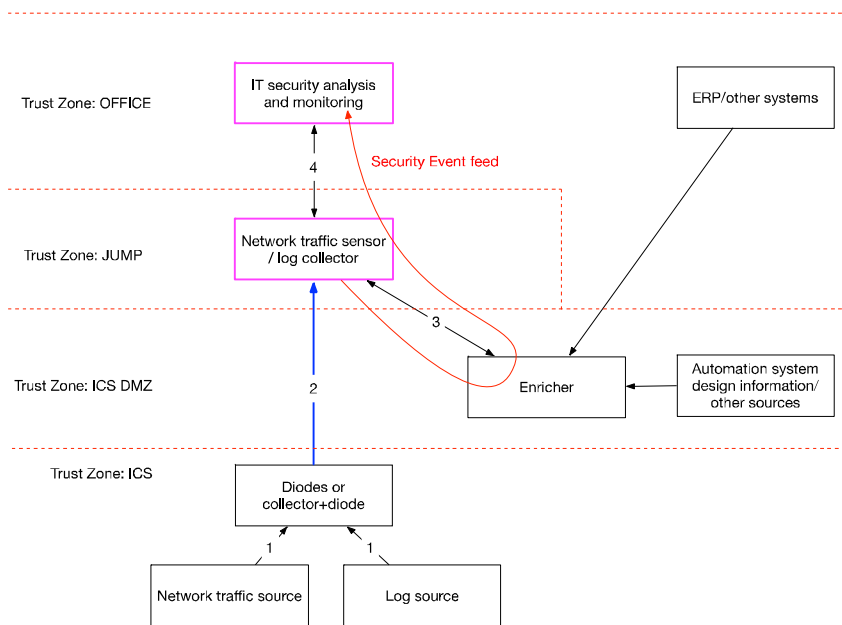 IT security analysis
and monitoring
ERP/other systems
Trust Zone: OFFICE
Security Event feed
4
Network traffic sensor
/ log collector
Trust Zone: JUMP
3
Automation system
design information/
other sources
Trust Zone: ICS DMZ
2
Enricher
Trust Zone: ICS
Diodes or
collector+diode
1
1
Network traffic source
Log source